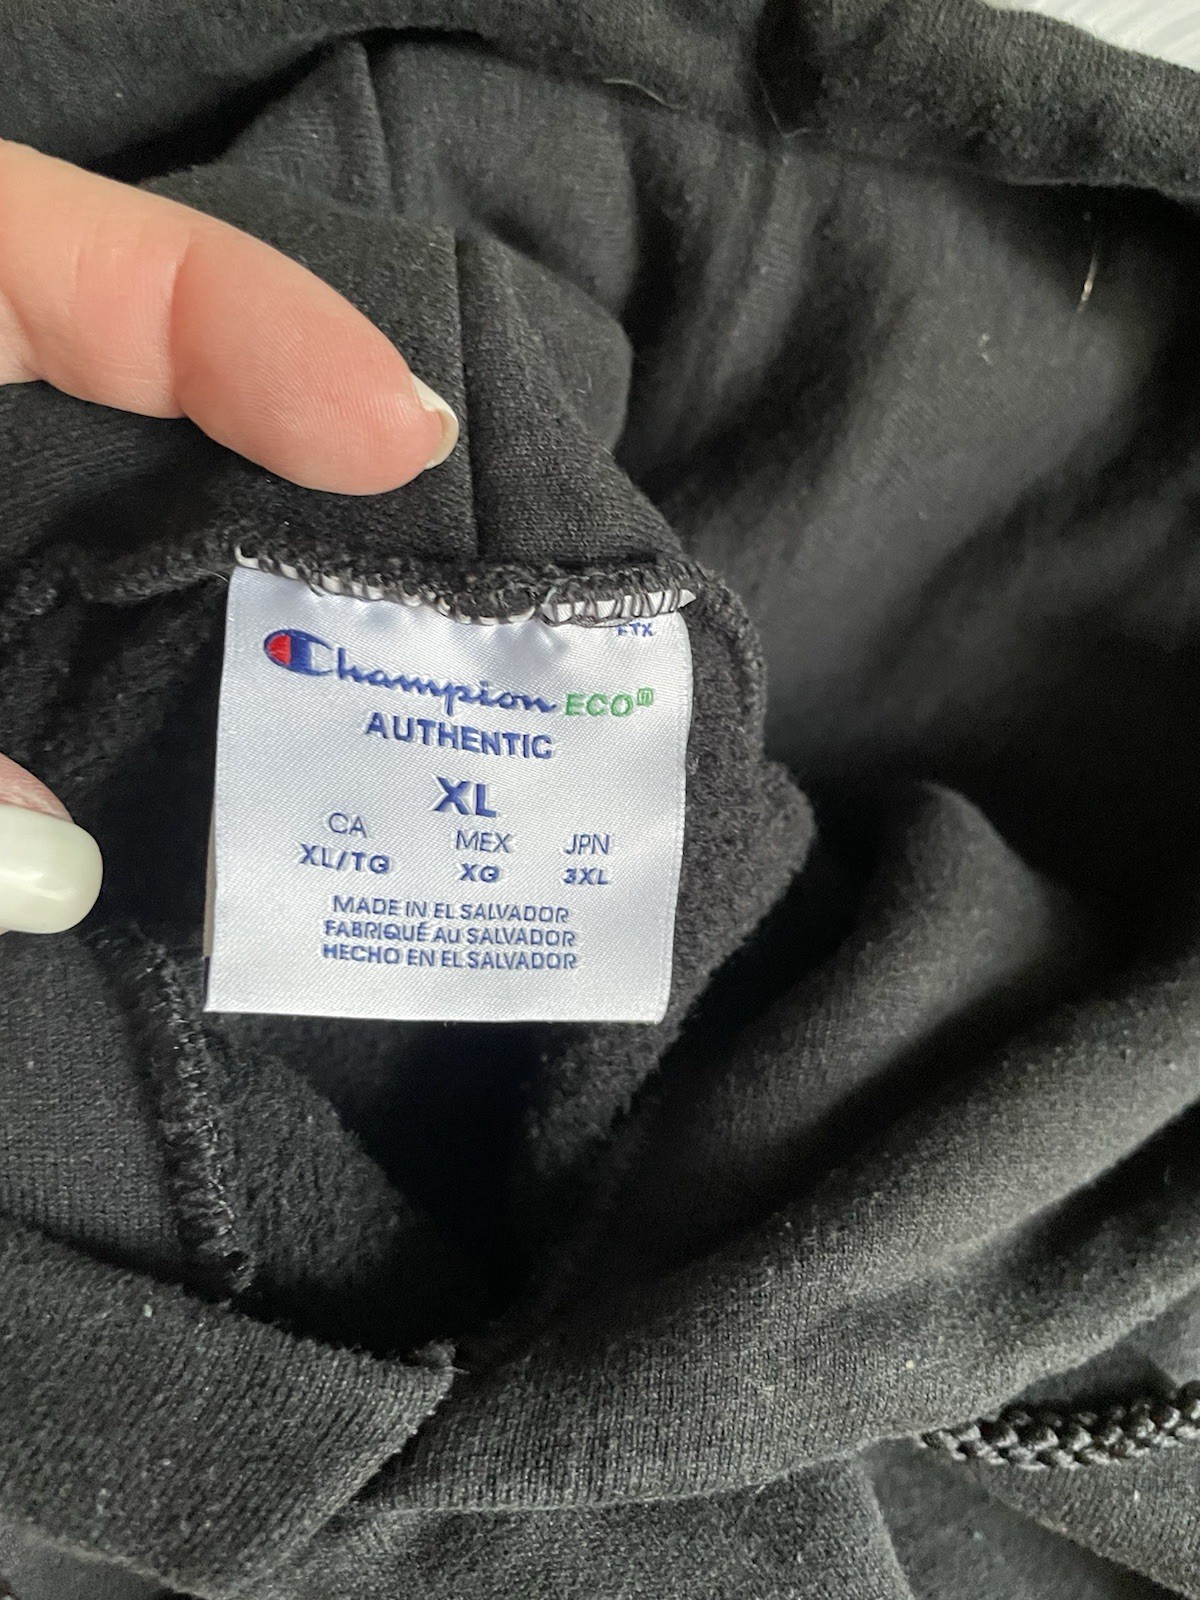 Champion ECO
AUTHENTIC
XL
CA MEX JPN
XL/TG XG 3XL
MADE IN EL SALVADOR
FABRIQUÉ AU SALVADOR
HECHO EN EL SALVADOR